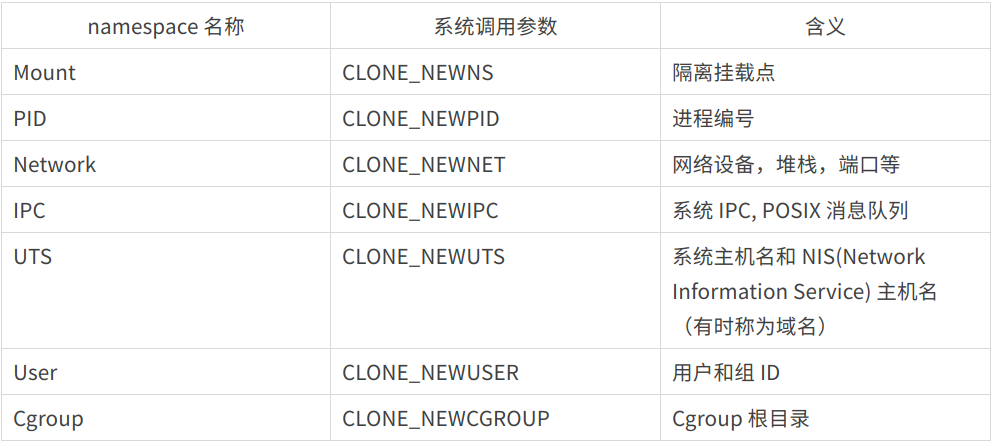 namespace 名称 系统调用参数 含义
Mount CLONE_NEWNS 隔离挂载点
PID CLONE_NEWPID 进程编号
Network CLONE_NEWNET 网络设备，堆栈，端口等
IPC CLONE_NEWIPC 系统 IPC, POSIX 消息队列
UTS CLONE_NEWUTS 系统主机名和 NIS(Network
Information Service) 主机名
（有时称为域名）
User CLONE_NEWUSER 用户和组 ID
Cgroup CLONE_NEWCGROUP Cgroup 根目录